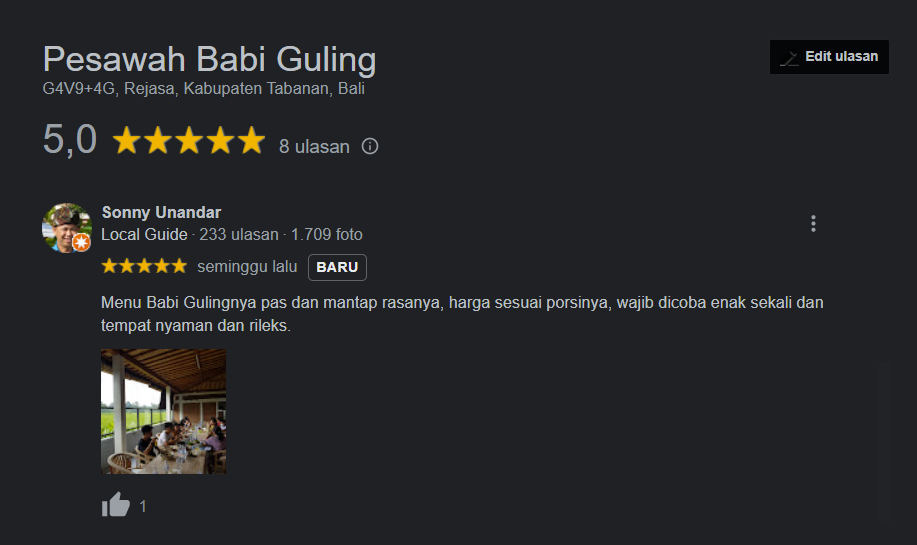 Pesawah Babi Guling
Edit ulasan
G4V9+4G, Rejasa, Kabupaten Tabanan, Bali
5,0 8 ulasan
Sonny Unandar
Local Guide · 233 ulasan · 1.709 foto
seminggu lalu BARU
Menu Babi Gulingnya pas dan mantap rasanya, harga sesuai porsinya, wajib dicoba enak sekali dan
tempat nyaman dan rileks.
1